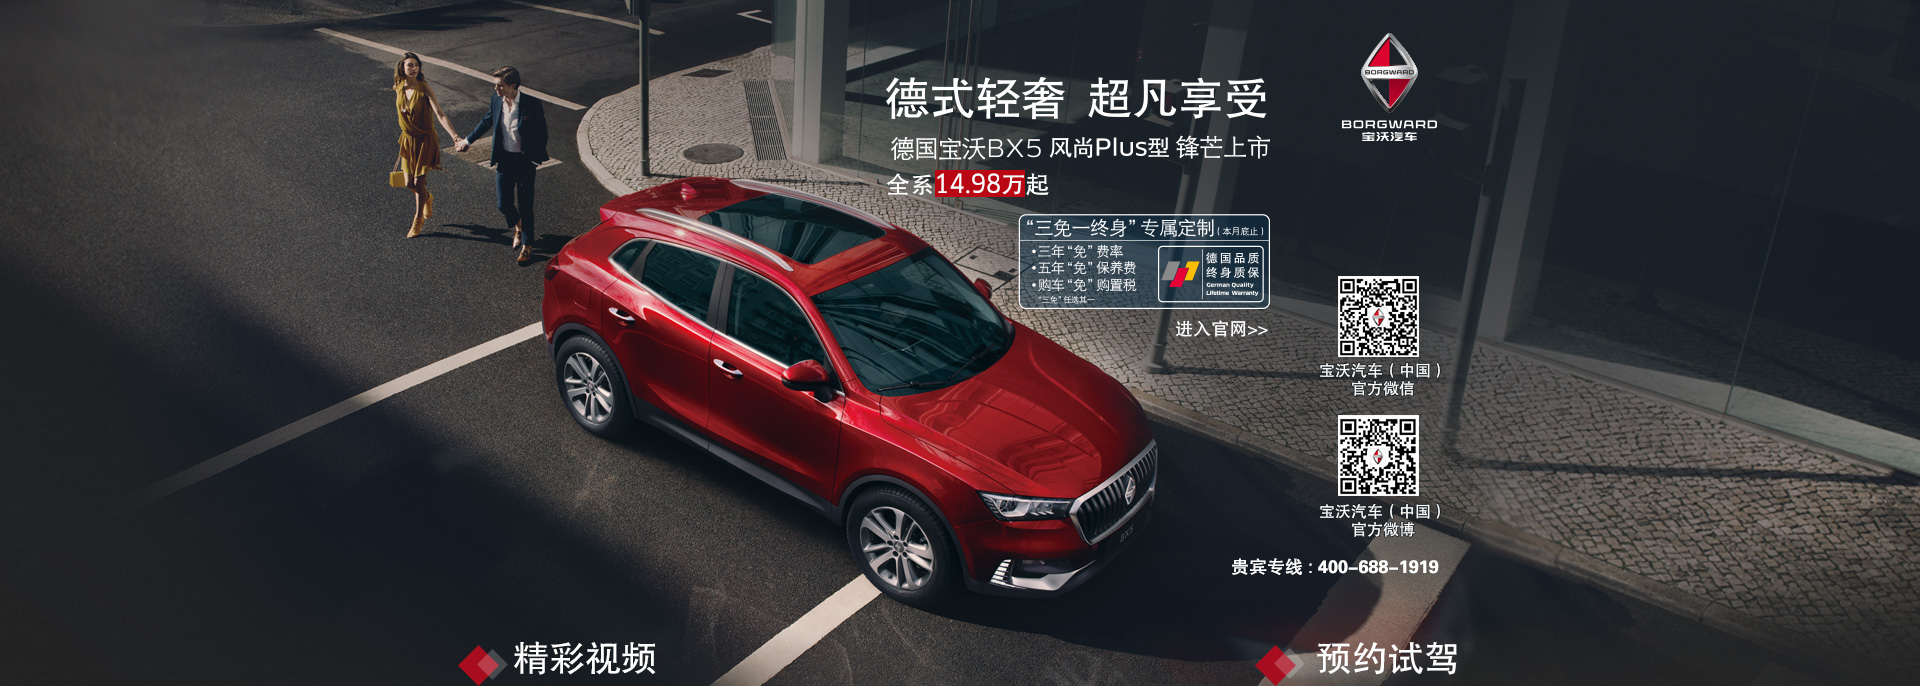 德式轻奢 超凡享受
德国宝沃BX5 风尚Plus型 锋芒上市
全系14.98万起
“三免一终身”专属定制(本月底止)
•三年“免”费率
•五年“免”保养费
•购车“免”购置税
“三免”任选其一
德国品质
终身质保
German Quality
Lifetime Warranty
进入官网>>
BORGWARD
BORGWARD
宝沃汽车
宝沃汽车(中国)
官方微信
宝沃汽车(中国)
官方微博
贵宾专线:400-688-1919
BX5
精彩视频
预约试驾